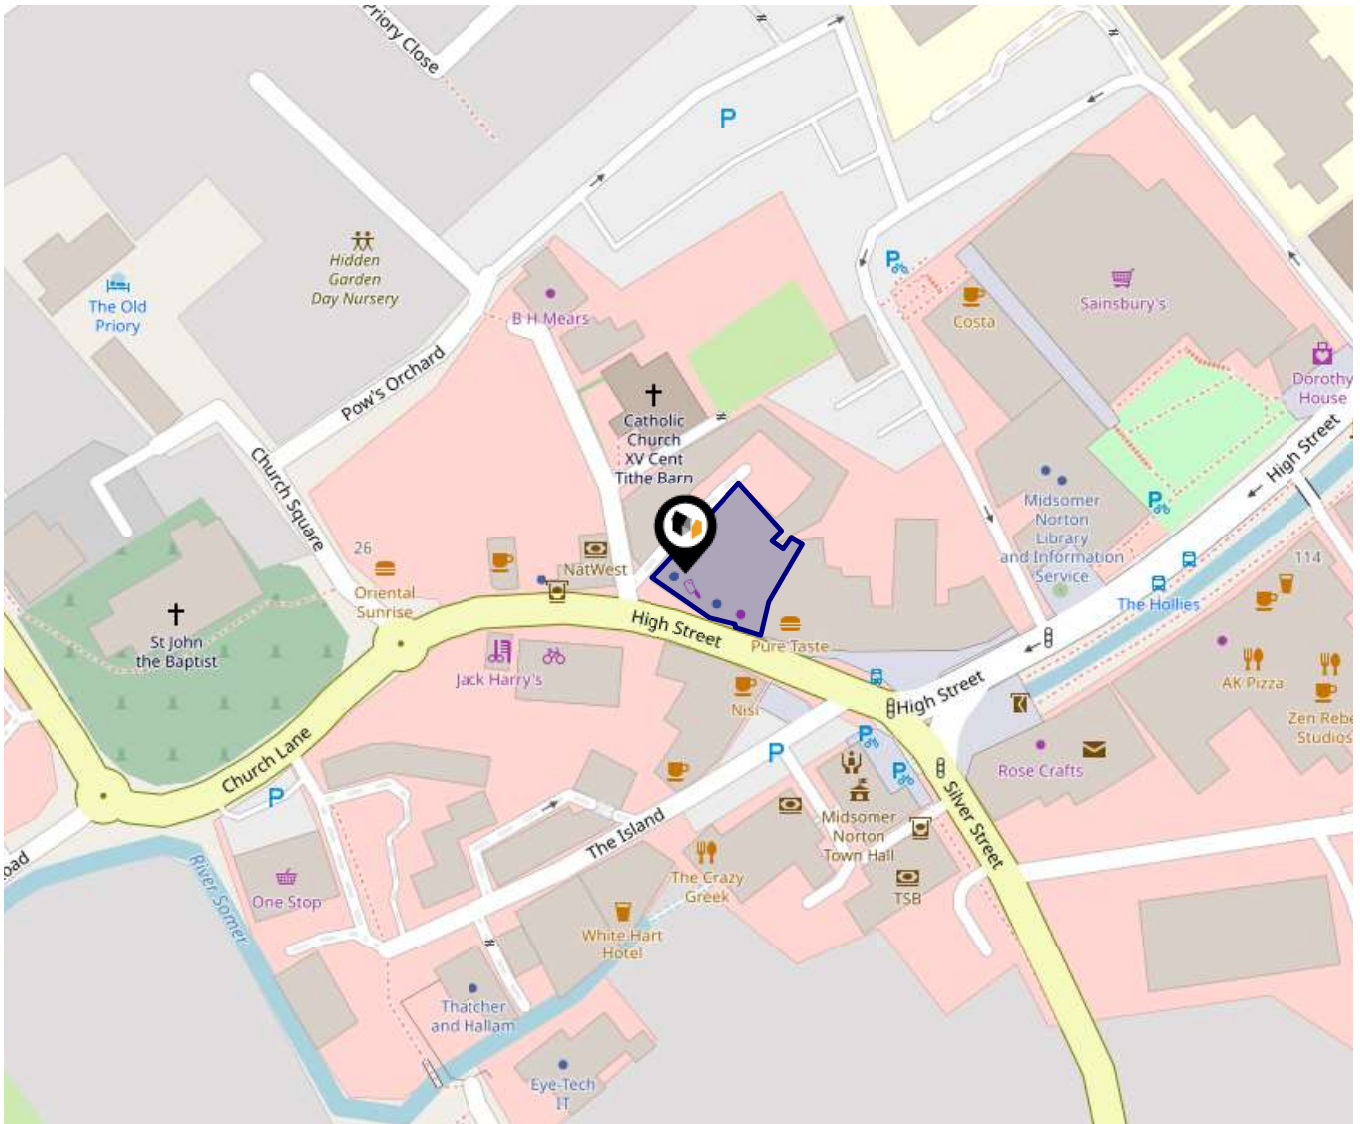 Priory Close
P
Hidden
Garden
Day Nursery
The Old
Priory
B H Mears
P
Costa
Sainsbury's
Dorothy
House
Pow's Orchard
Catholic
Church
XV Cent
Tithe Barn
High Street
Church Square
Midsomer
Norton
Library
and Information
Service
P
26
Oriental
Sunrise
NatWest
114
The Hollies
St John
the Baptist
High Street
Pure Taste
Jack Harry's
AK Pizza
Nisi
High Street
Zen Rebe
Studios
Church Lane
P
P
P
P
Rose Crafts
Silver Street
The Island
Midsomer
Norton
Town Hall
oad
River Somer
One Stop
The Crazy
Greek
TSB
White Hart
Hotel
Thatcher
and Hallam
Eye-Tech
IT